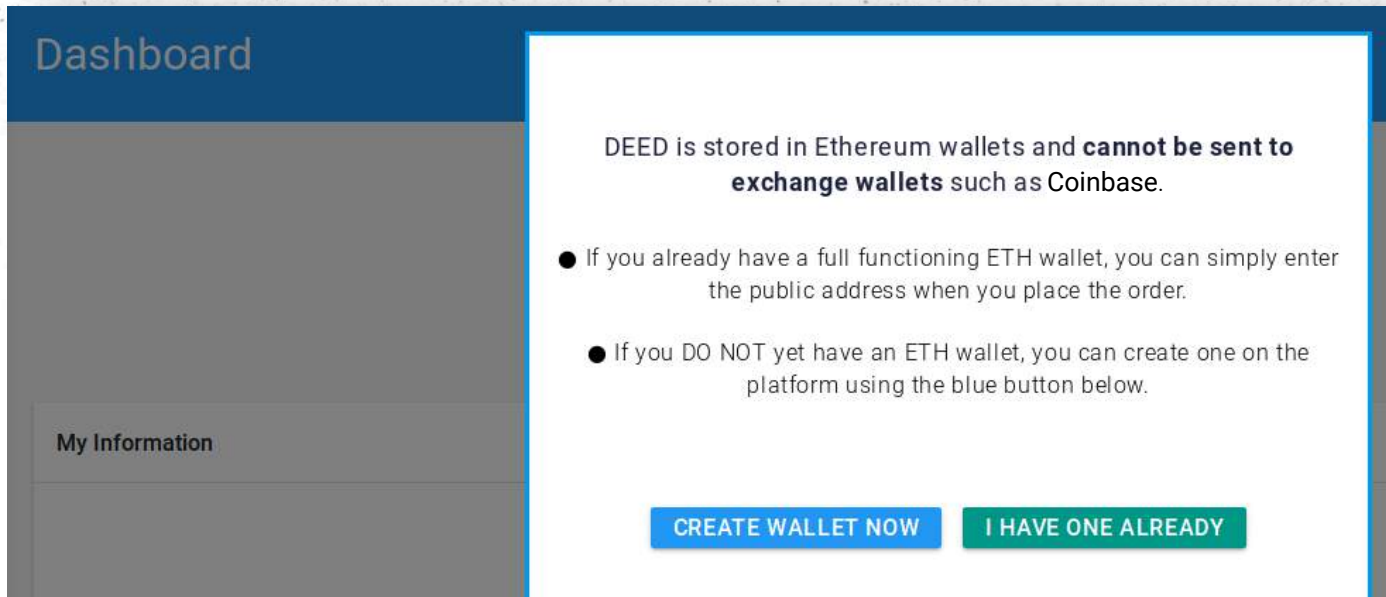 Dashboard
DEED is stored in Ethereum wallets and cannot be sent to
exchange wallets such as Coinbase.
● If you already have a full functioning ETH wallet, you can simply enter
the public address when you place the order.
● If you DO NOT yet have an ETH wallet, you can create one on the
platform using the blue button below.
My Information
CREATE WALLET NOW
I HAVE ONE ALREADY